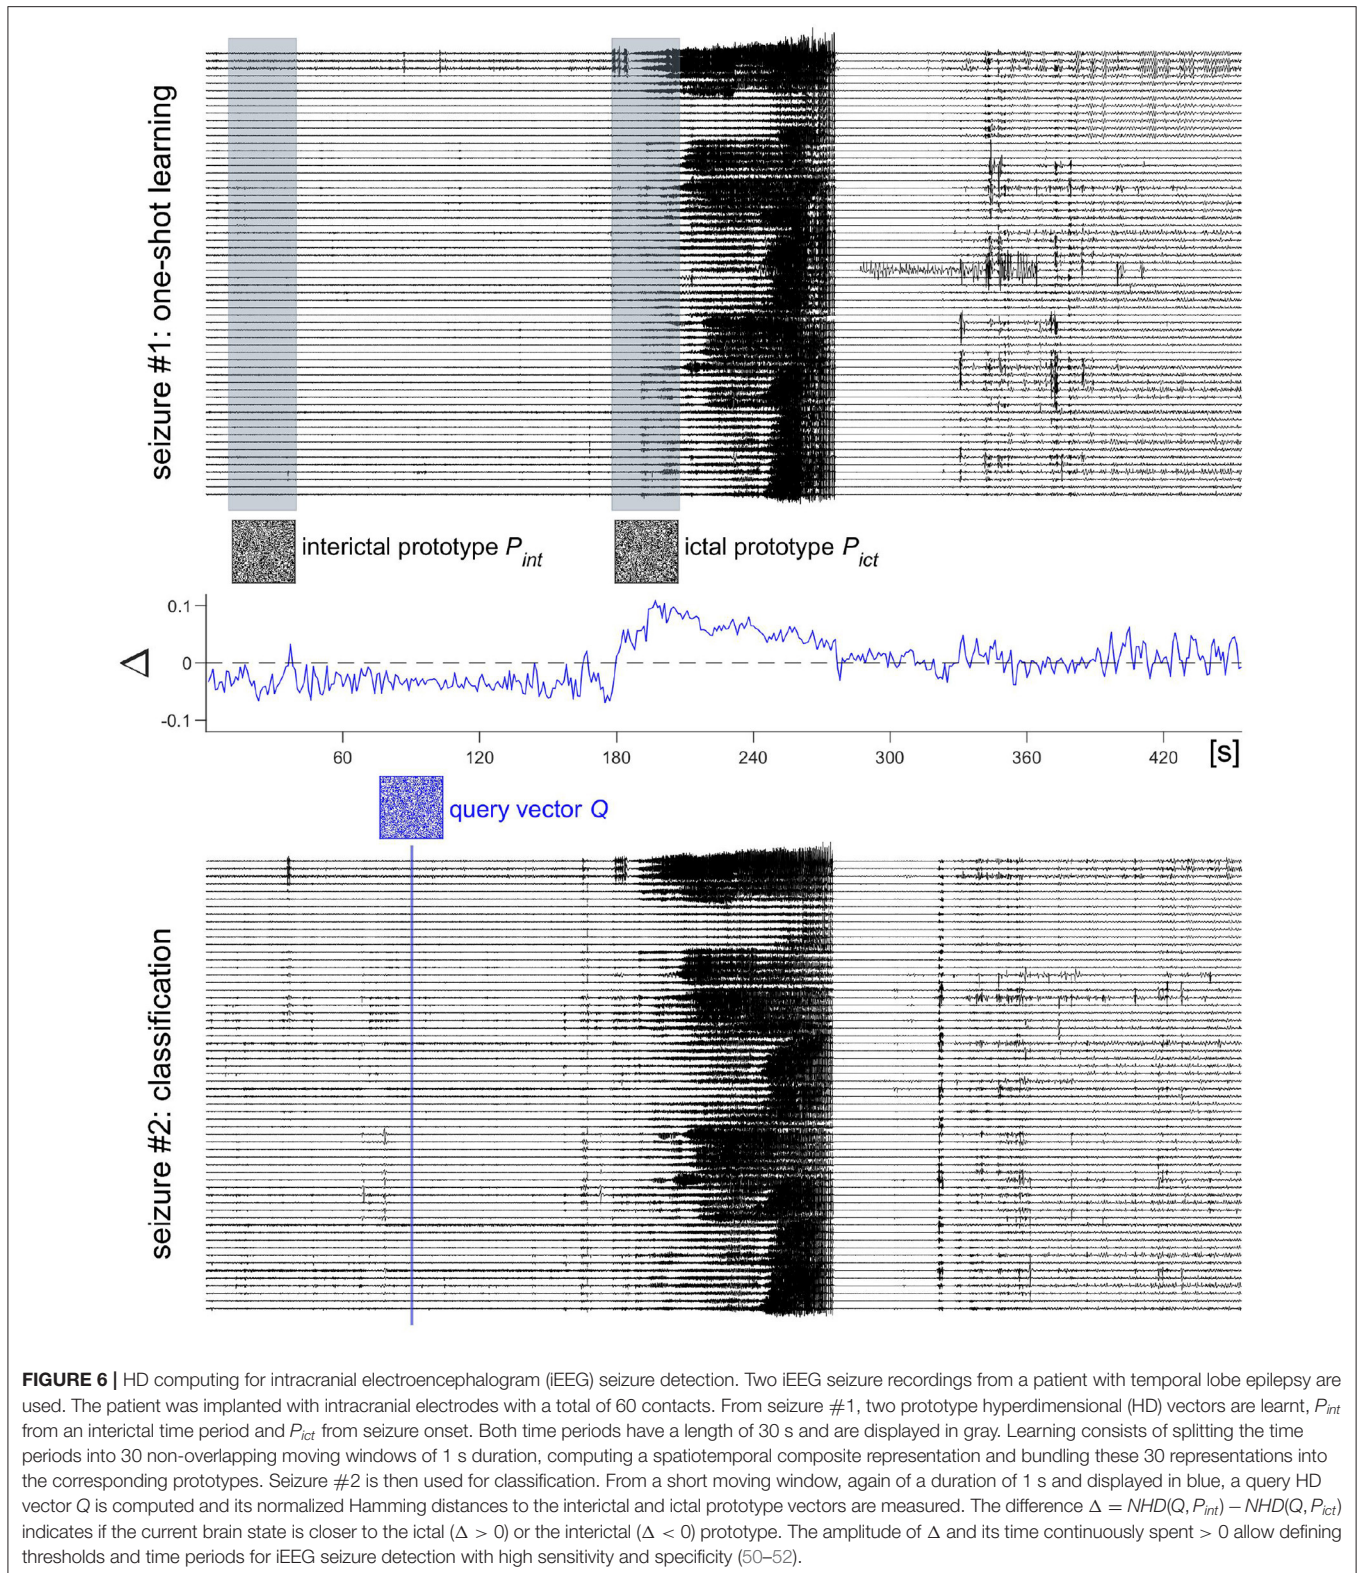 seizure #1: one-shot learning
interictal prototype Pint
ictal prototype Pict
Δ
0.1
0
-0.1
60 120 180 240 300 360 420 [s]
query vector Q
seizure #2: classification
FIGURE 6 | HD computing for intracranial electroencephalogram (iEEG) seizure detection. Two iEEG seizure recordings from a patient with temporal lobe epilepsy are
used. The patient was implanted with intracranial electrodes with a total of 60 contacts. From seizure #1, two prototype hyperdimensional (HD) vectors are learnt, Pint
from an interictal time period and Pict from seizure onset. Both time periods have a length of 30 s and are displayed in gray. Learning consists of splitting the time
periods into 30 non-overlapping moving windows of 1 s duration, computing a spatiotemporal composite representation and bundling these 30 representations into
the corresponding prototypes. Seizure #2 is then used for classification. From a short moving window, again of a duration of 1 s and displayed in blue, a query HD
vector Q is computed and its normalized Hamming distances to the interictal and ictal prototype vectors are measured. The difference Δ = NHD(Q, Pint) − NHD(Q, Pict)
indicates if the current brain state is closer to the ictal (Δ > 0) or the interictal (Δ < 0) prototype. The amplitude of Δ and its time continuously spent > 0 allow defining
thresholds and time periods for iEEG seizure detection with high sensitivity and specificity (50–52).